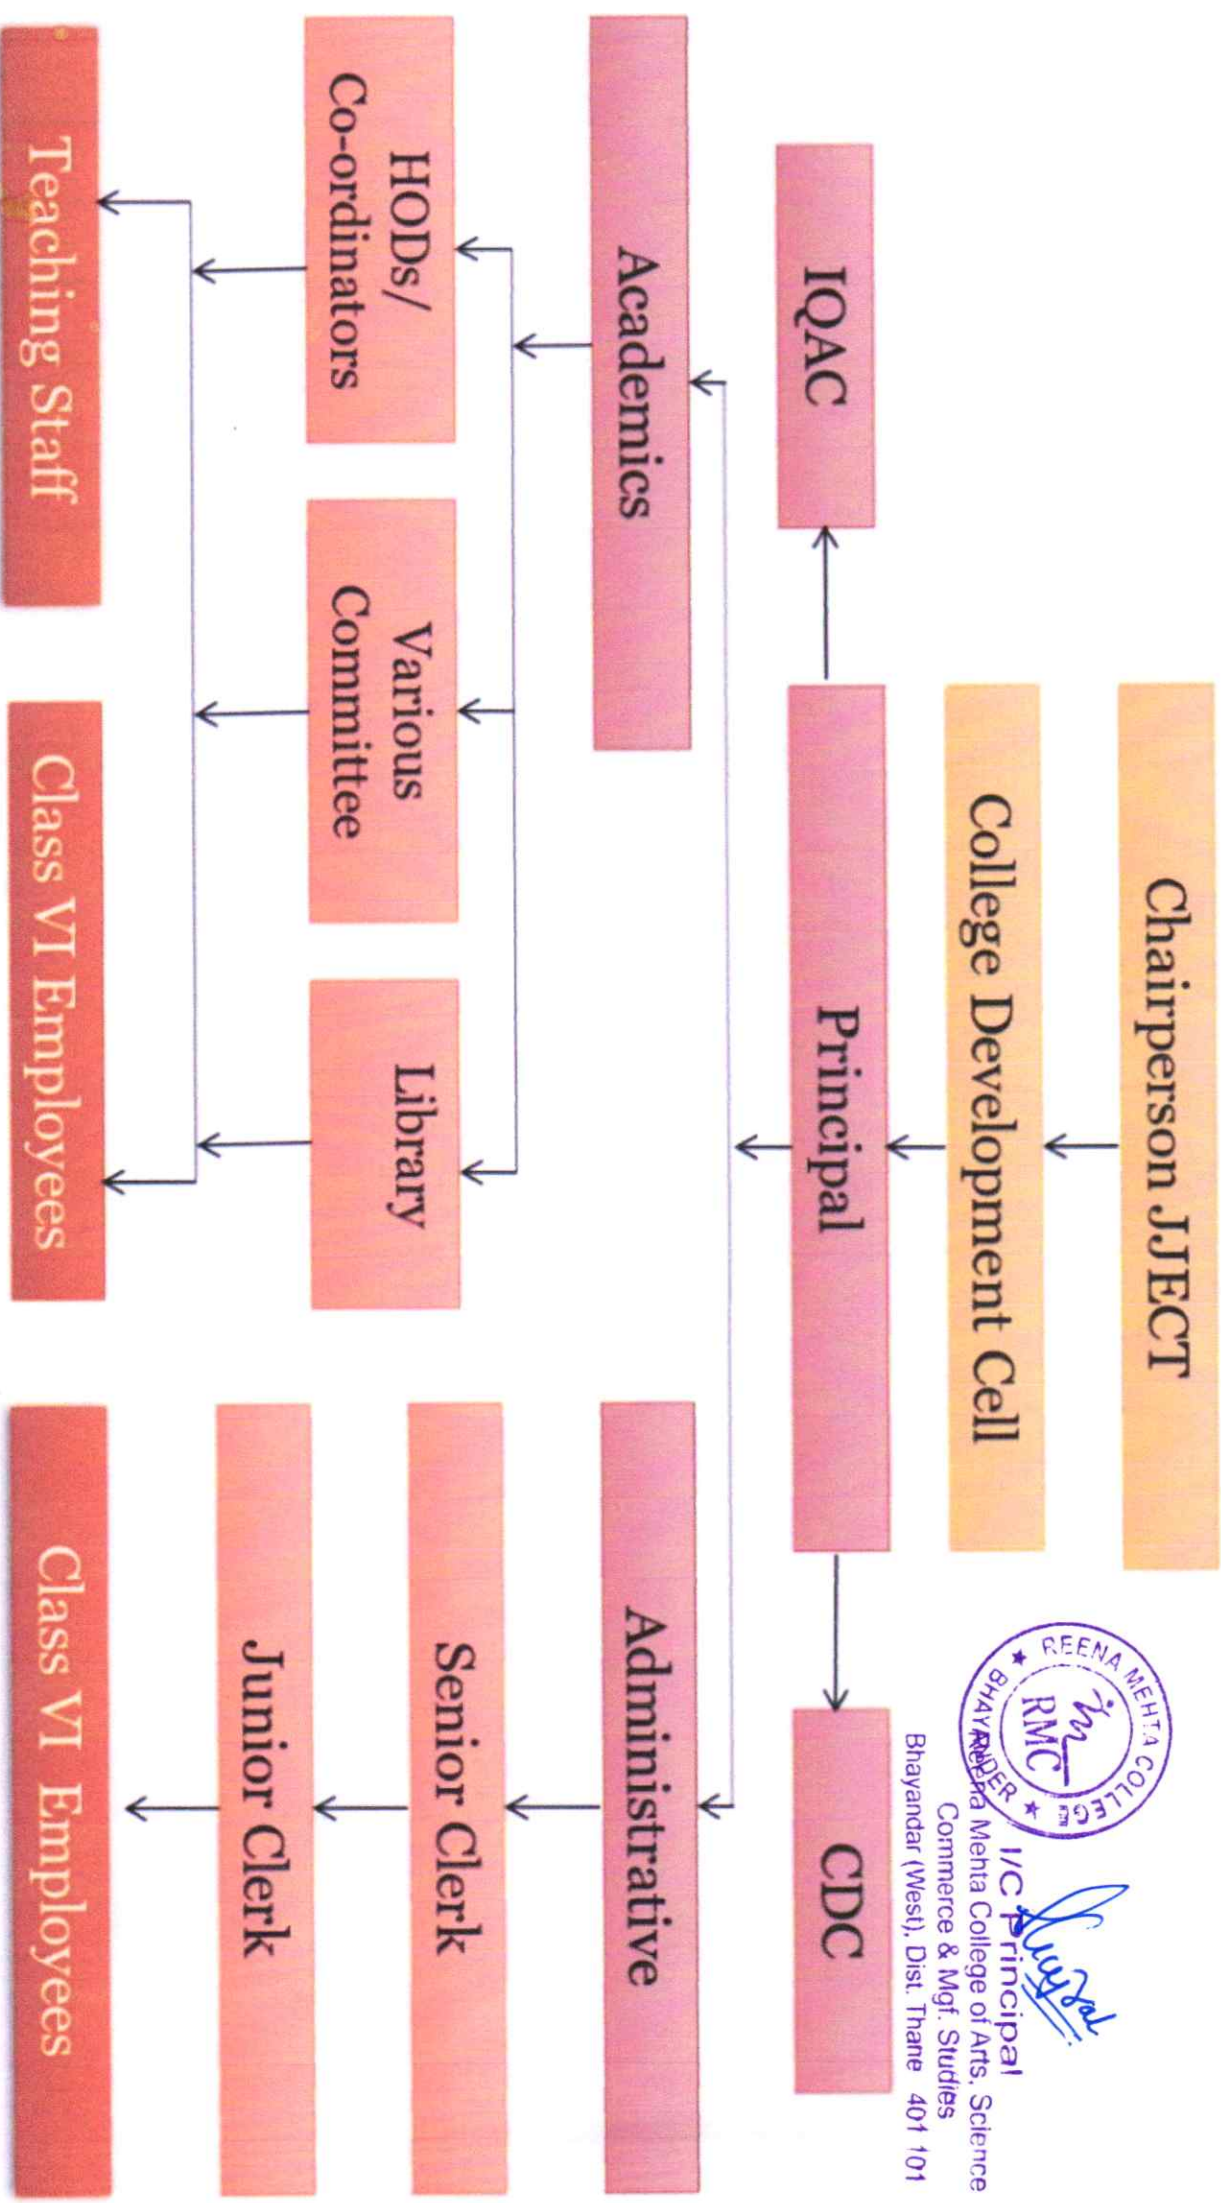 Chairperson JJECT
College Development Cell
IQAC
Principal
CDC
Academics
Administrative
HODs/
Co-ordinators
Various
Committee
Library
Senior Clerk
Junior Clerk
Teaching Staff
Class VI Employees
Class VI Employees
REENA MEHTA COLLEGE
★ BHAYANDER ★
RMC
I/C Principal
Reena Mehta College of Arts, Science
Commerce & Mgf. Studies
Bhayandar (West), Dist. Thane 401 101